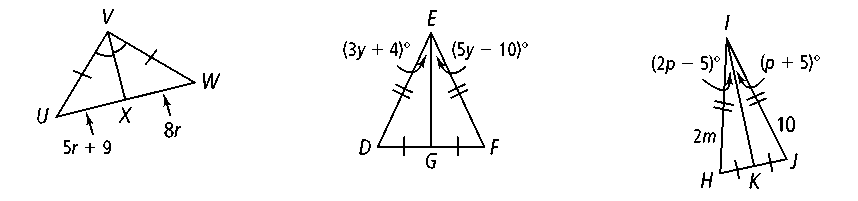 V
U
X
W
5r + 9
8r
E
(3y + 4)°
(5y − 10)°
D
G
F
I
(2p − 5)°
(p + 5)°
2m
10
H
K
J